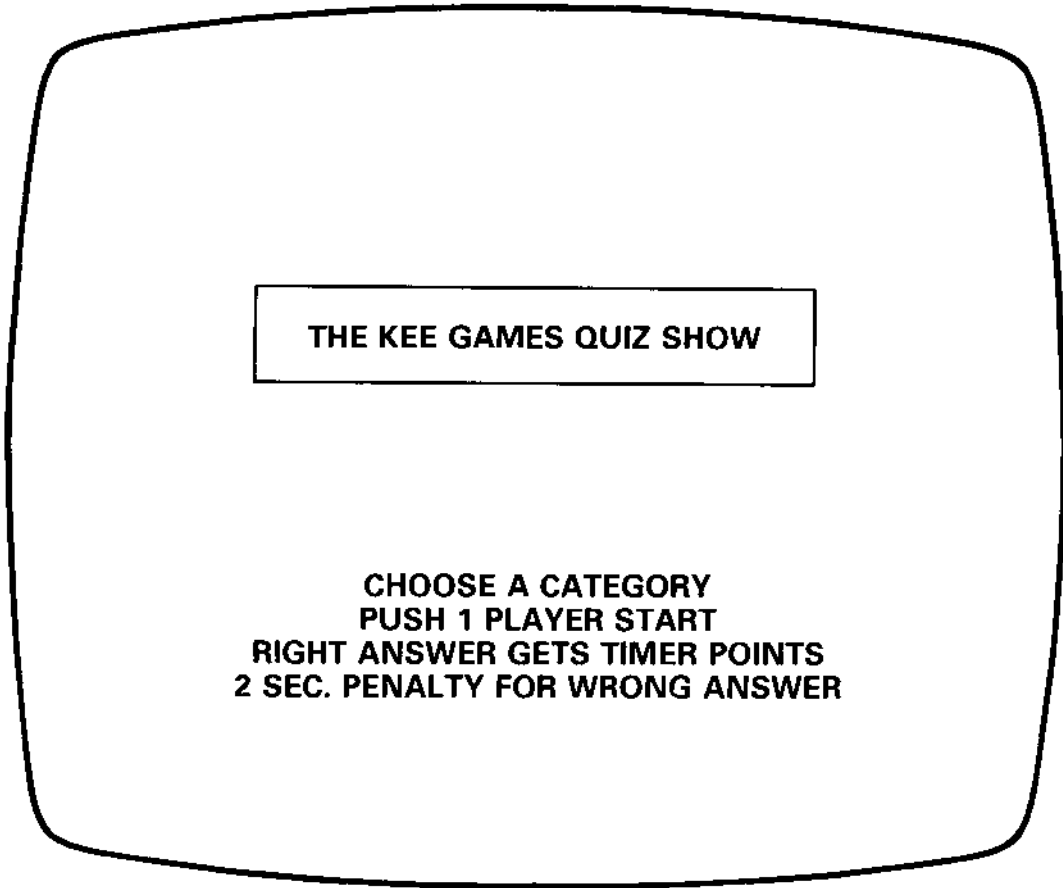 THE KEE GAMES QUIZ SHOW
CHOOSE A CATEGORY
PUSH 1 PLAYER START
RIGHT ANSWER GETS TIMER POINTS
2 SEC. PENALTY FOR WRONG ANSWER